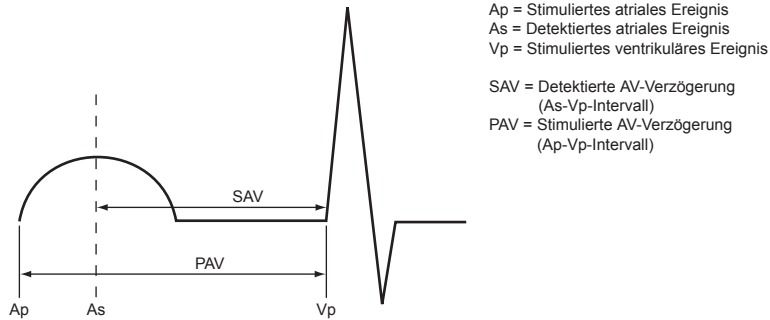 Ap = Stimuliertes atriales Ereignis
As = Detektiertes atriales Ereignis
Vp = Stimuliertes ventrikuläres Ereignis
SAV = Detektierte AV-Verzögerung
(As-Vp-Intervall)
PAV = Stimulierte AV-Verzögerung
(Ap-Vp-Intervall)
SAV
PAV
Ap
As
Vp